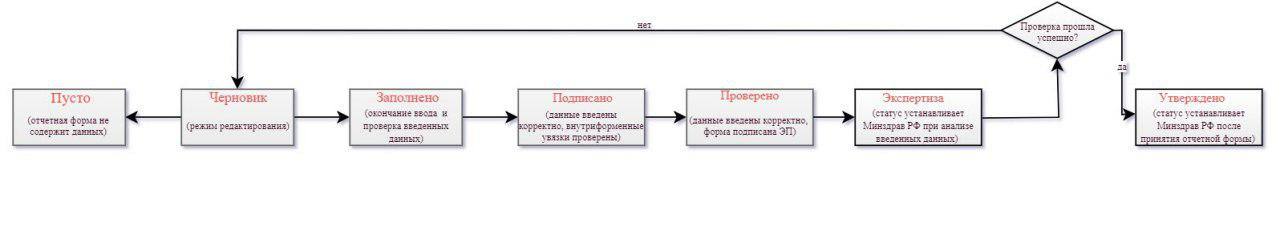 нет
Проверка прошла
успешно?
да
Пусто
(отчетная форма не
содержит данных)
Черновик
(режим редактирования)
Заполнено
(окончание ввода и
проверка введенных
данных)
Подписано
(данные введены
корректно, внутриформенные
увязки проверены)
Проверено
(данные введены корректно,
форма подписана ЭП)
Экспертиза
(статус устанавливает
Минздрав РФ при анализе
введенных данных)
Утверждено
(статус устанавливает
Минздрав РФ после
принятия отчетной формы)